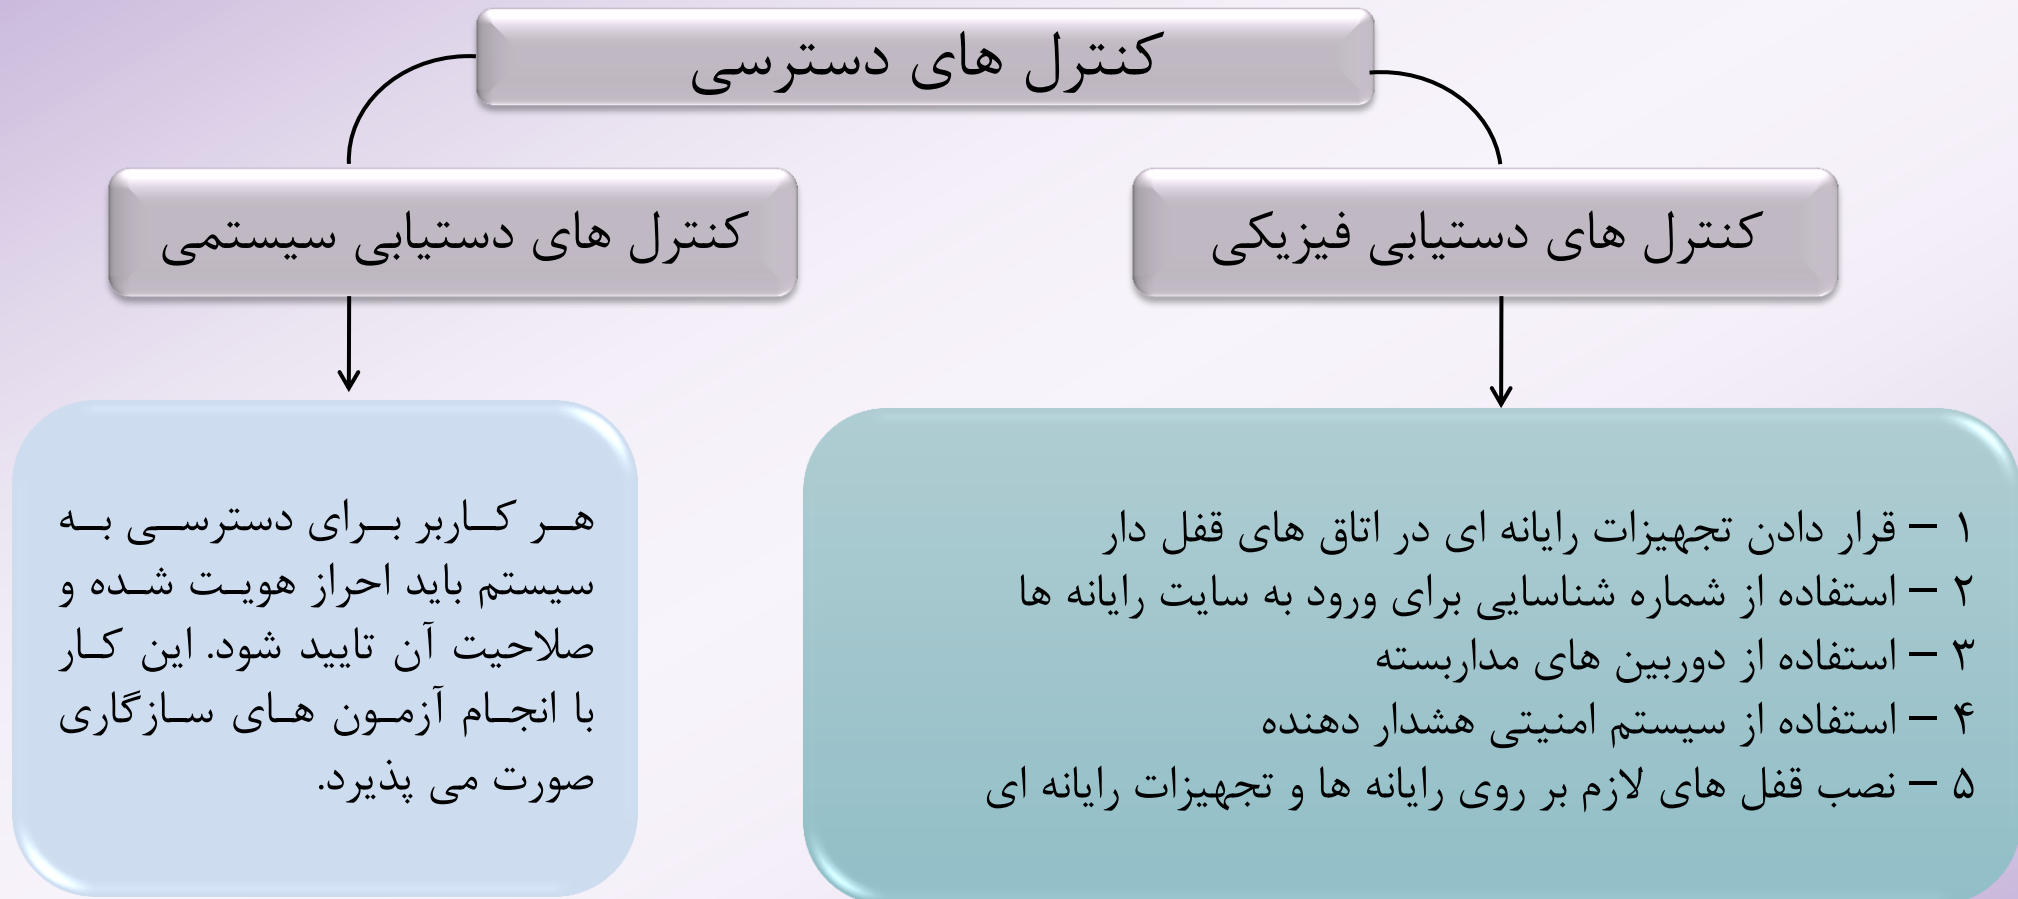 کنترل های دسترسی
کنترل های دستیابی فیزیکی
کنترل های دستیابی سیستمی
۱ – قرار دادن تجهیزات رایانه ای در اتاق های قفل دار
۲ – استفاده از شماره شناسایی برای ورود به سایت رایانه ها
۳ – استفاده از دوربین های مداربسته
۴ – استفاده از سیستم امنیتی هشدار دهنده
۵ – نصب قفل های لازم بر روی رایانه ها و تجهیزات رایانه ای
هر کاربر برای دسترسی به
سیستم باید احراز هویت شده و
صلاحیت آن تایید شود. این کار
با انجام آزمون های سازگاری
صورت می پذیرد.